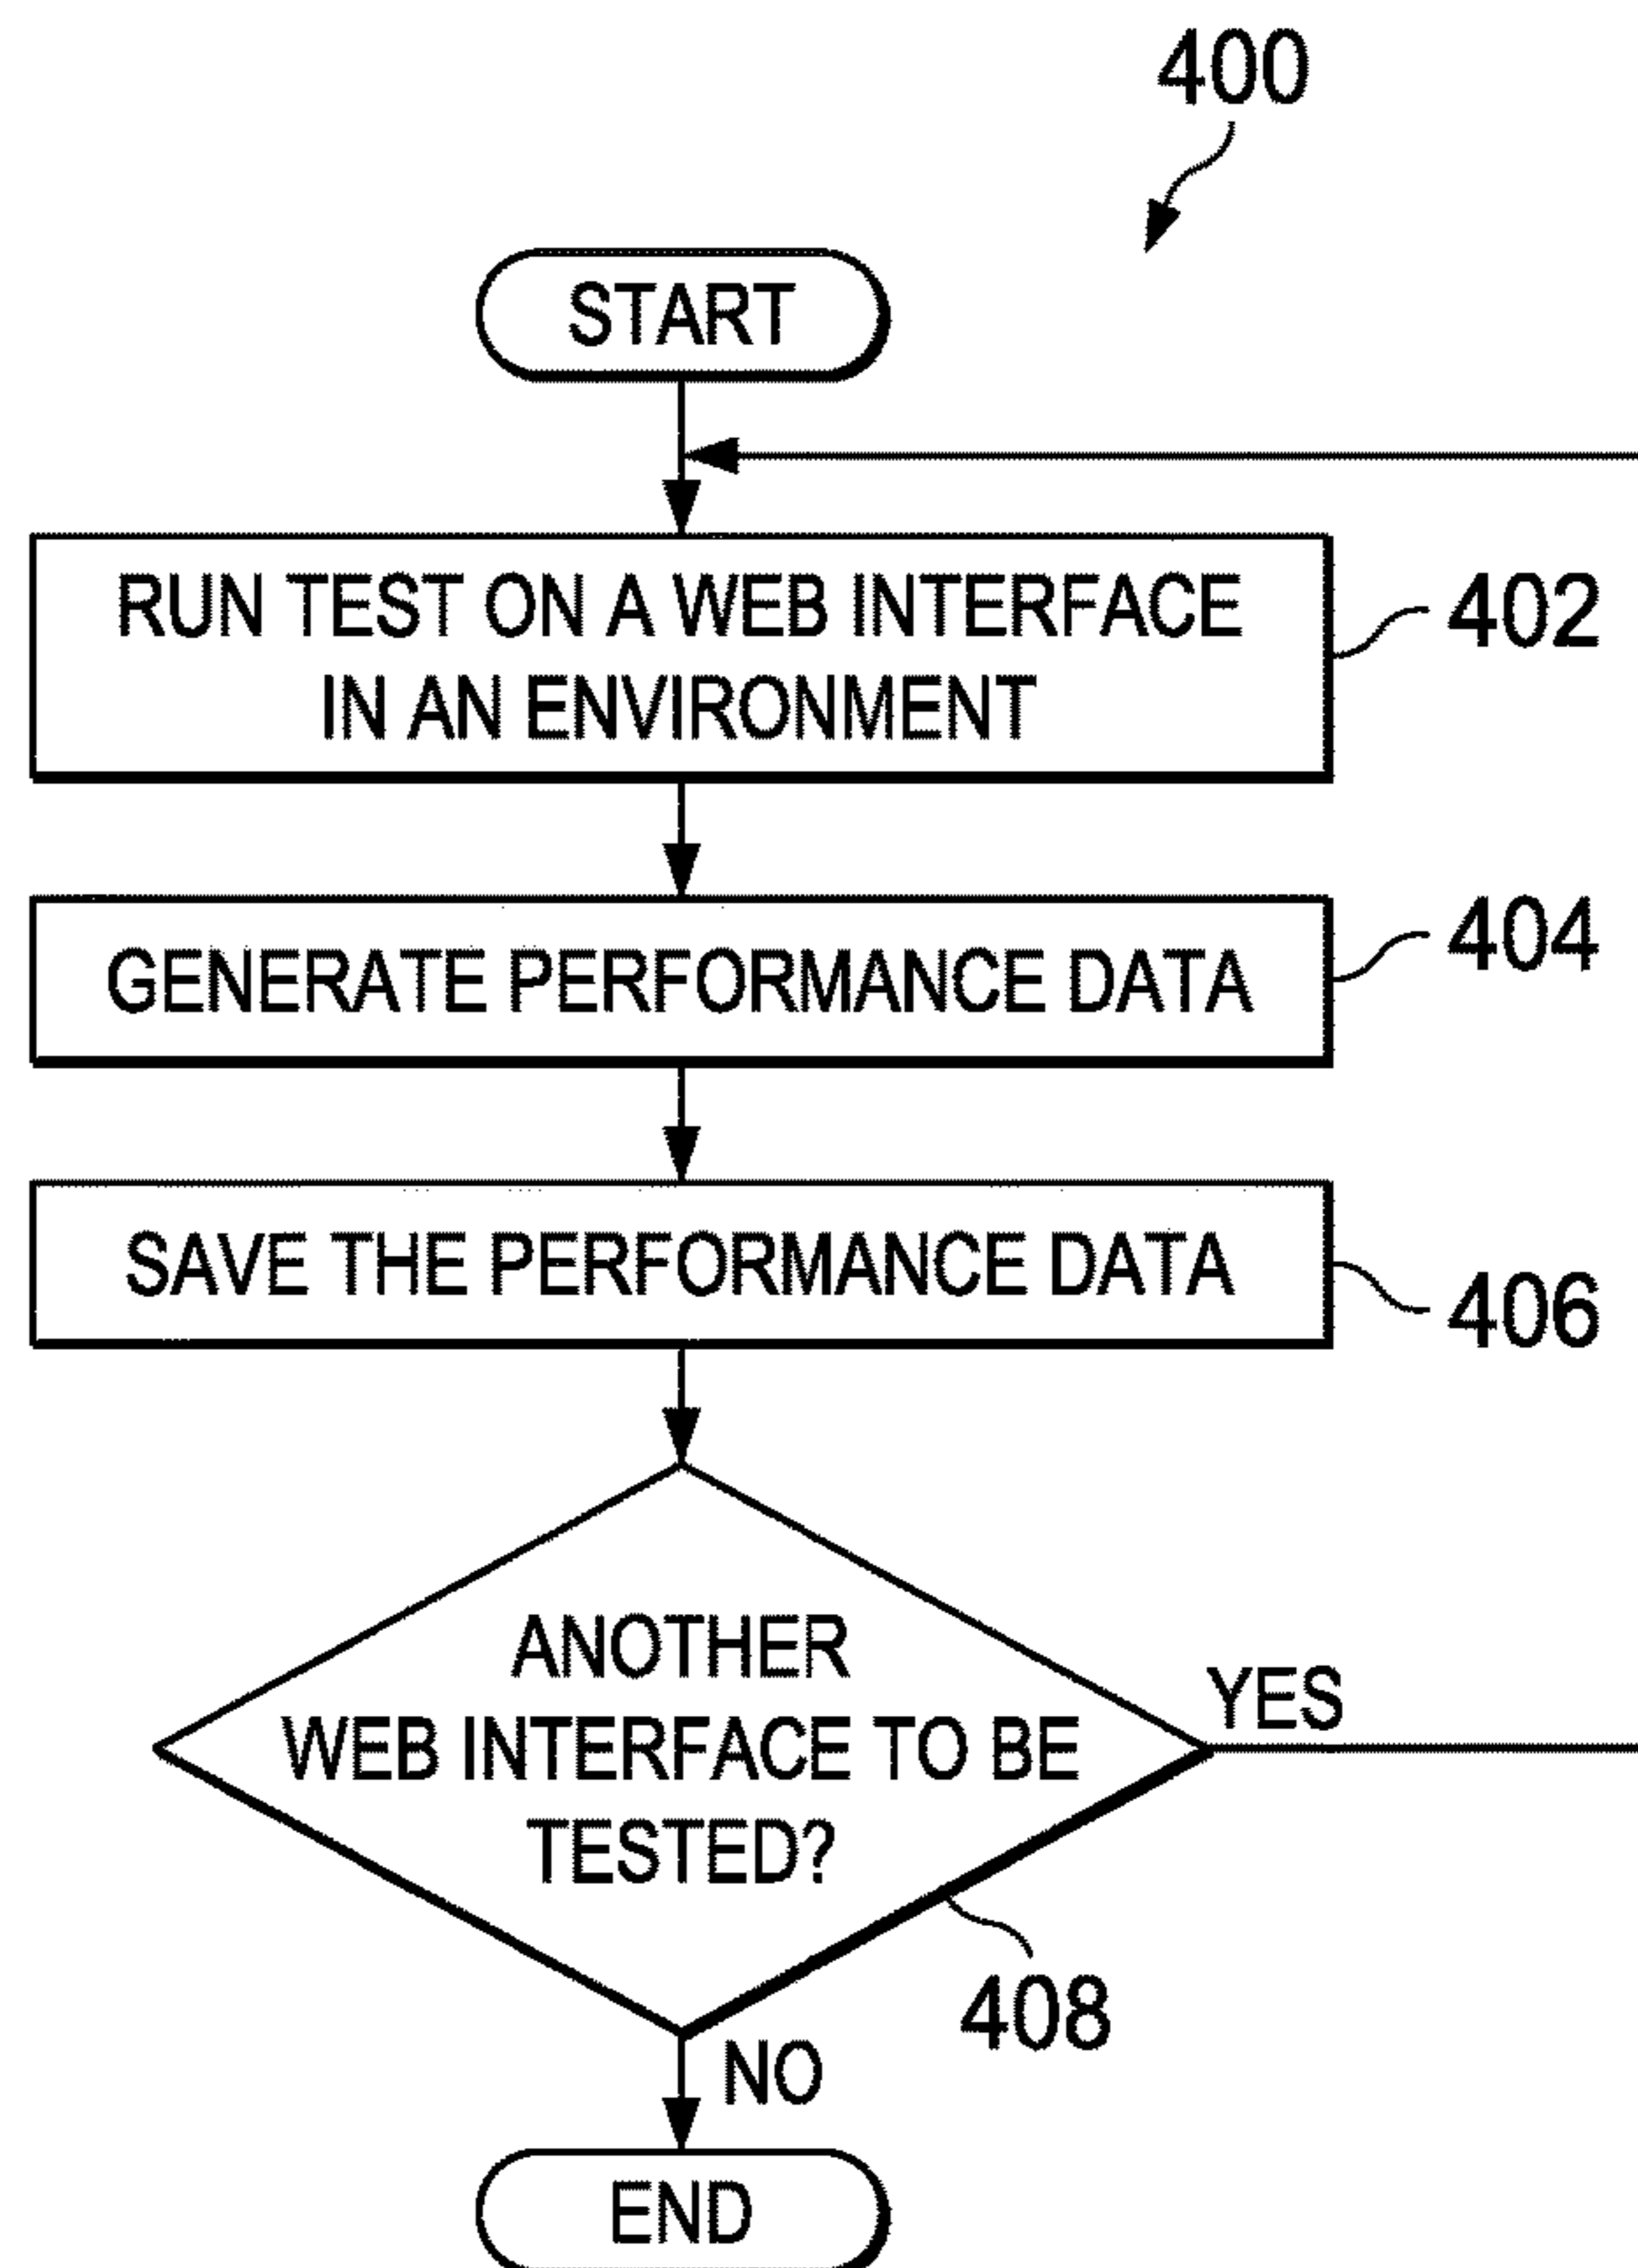 400
START
RUN TEST ON A WEB INTERFACE
IN AN ENVIRONMENT
402
GENERATE PERFORMANCE DATA
404
SAVE THE PERFORMANCE DATA
406
ANOTHER
WEB INTERFACE TO BE
TESTED?
YES
408
NO
END